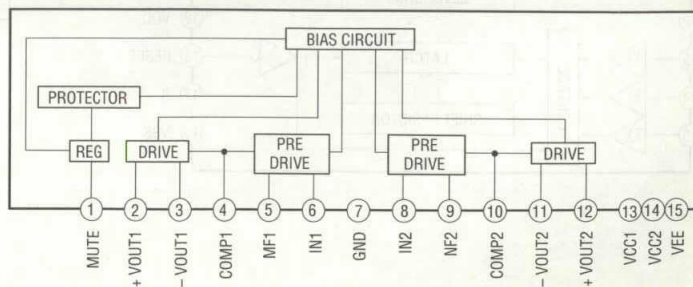 BIAS CIRCUIT
PROTECTOR
REG
DRIVE
PRE
DRIVE
PRE
DRIVE
DRIVE
1
2
3
4
5
6
7
8
9
10
11
12
13
14
15
MUTE
+ VOUT1
– VOUT1
COMP1
MF1
IN1
GND
IN2
NF2
COMP2
– VOUT2
+ VOUT2
VCC1
VCC2
VEE